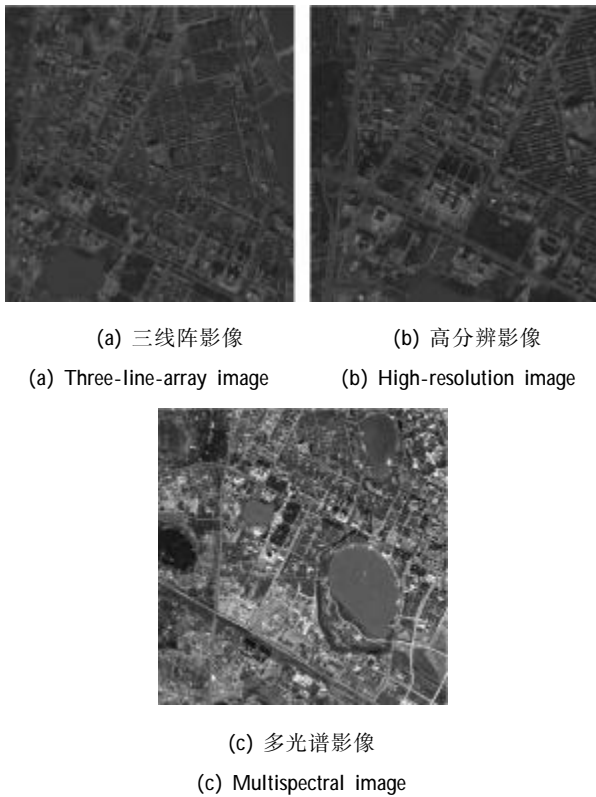 (a) 三线阵影像
(b) 高分辨影像
(a) Three-line-array image
(b) High-resolution image
(c) 多光谱影像
(c) Multispectral image